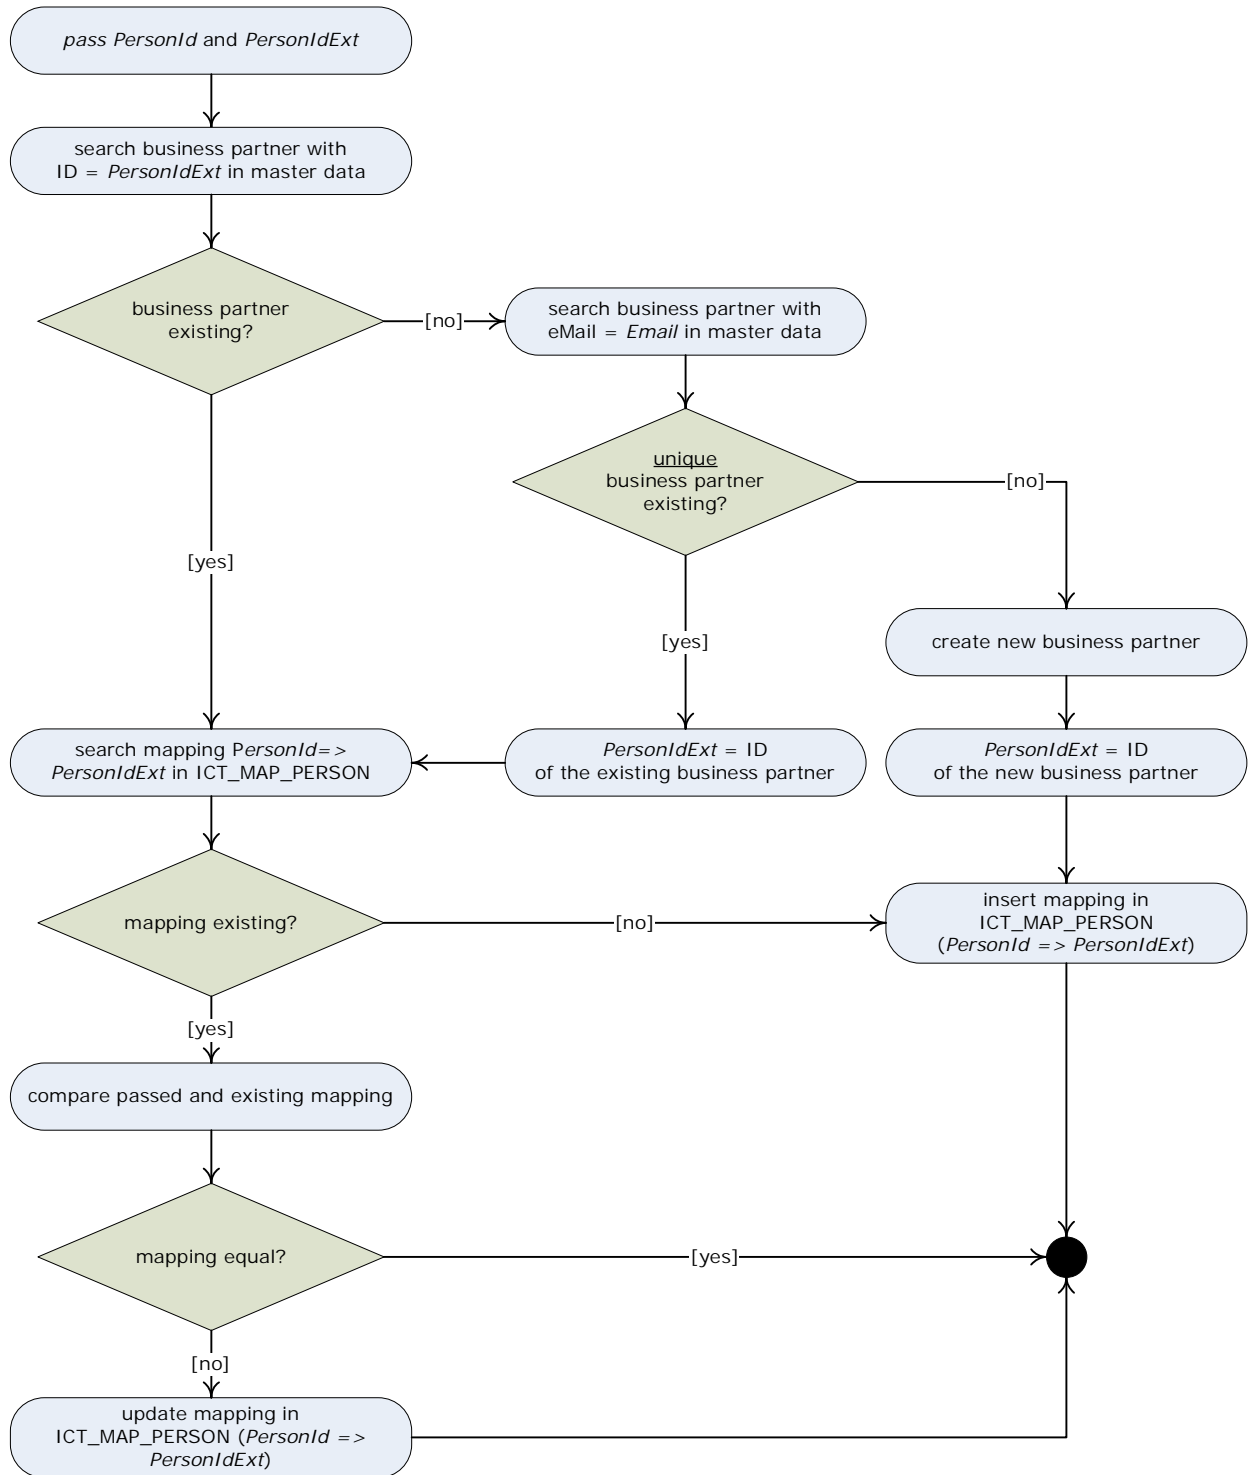 pass PersonId and PersonIdExt
search business partner with
ID = PersonIdExt in master data
business partner
existing?
[no]
search business partner with
eMail = Email in master data
unique
business partner
existing?
[no]
[yes]
[yes]
create new business partner
search mapping PersonId=>
PersonIdExt in ICT_MAP_PERSON
PersonIdExt = ID
of the existing business partner
PersonIdExt = ID
of the new business partner
mapping existing?
[no]
insert mapping in
ICT_MAP_PERSON
(PersonId => PersonIdExt)
[yes]
compare passed and existing mapping
mapping equal?
[yes]
[no]
update mapping in
ICT_MAP_PERSON (PersonId =>
PersonIdExt)